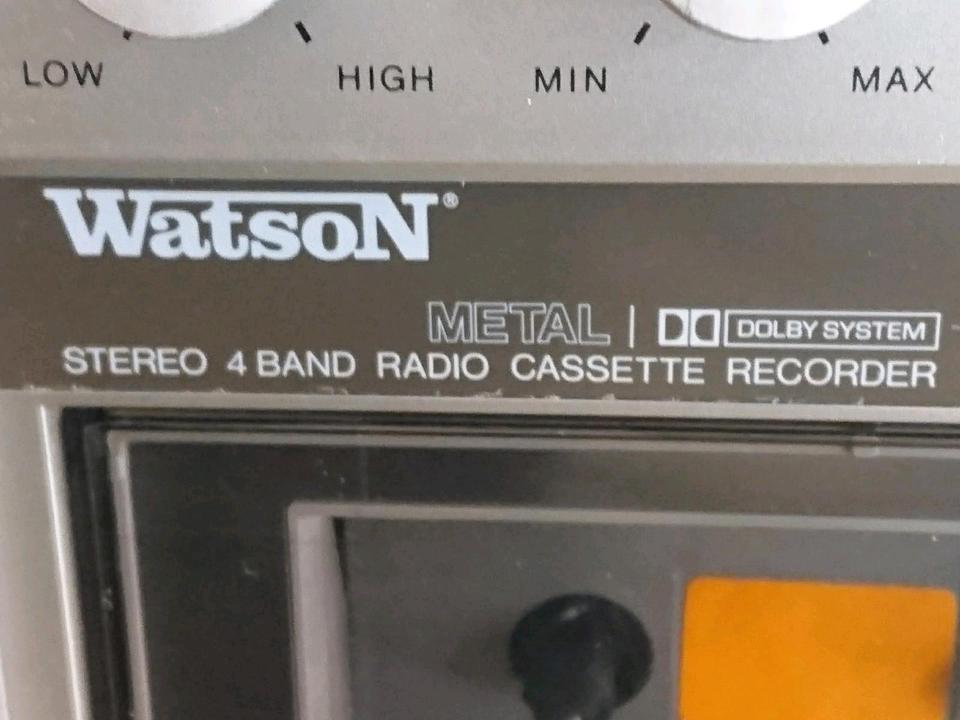 LOW HIGH MIN MAX
WatsoN®
METAL | DOLBY SYSTEM
STEREO 4 BAND RADIO CASSETTE RECORDER